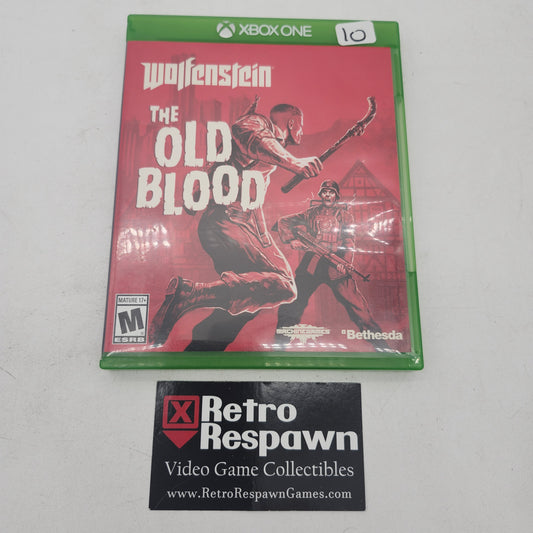 XBOX ONE
10
Wolfenstein
THE
OLD
BLOOD
MATURE 17+
M
ESRB
MACHINEGAMES
Bethesda
Retro
Respawn
Video Game Collectibles
www.RetroRespawnGames.com